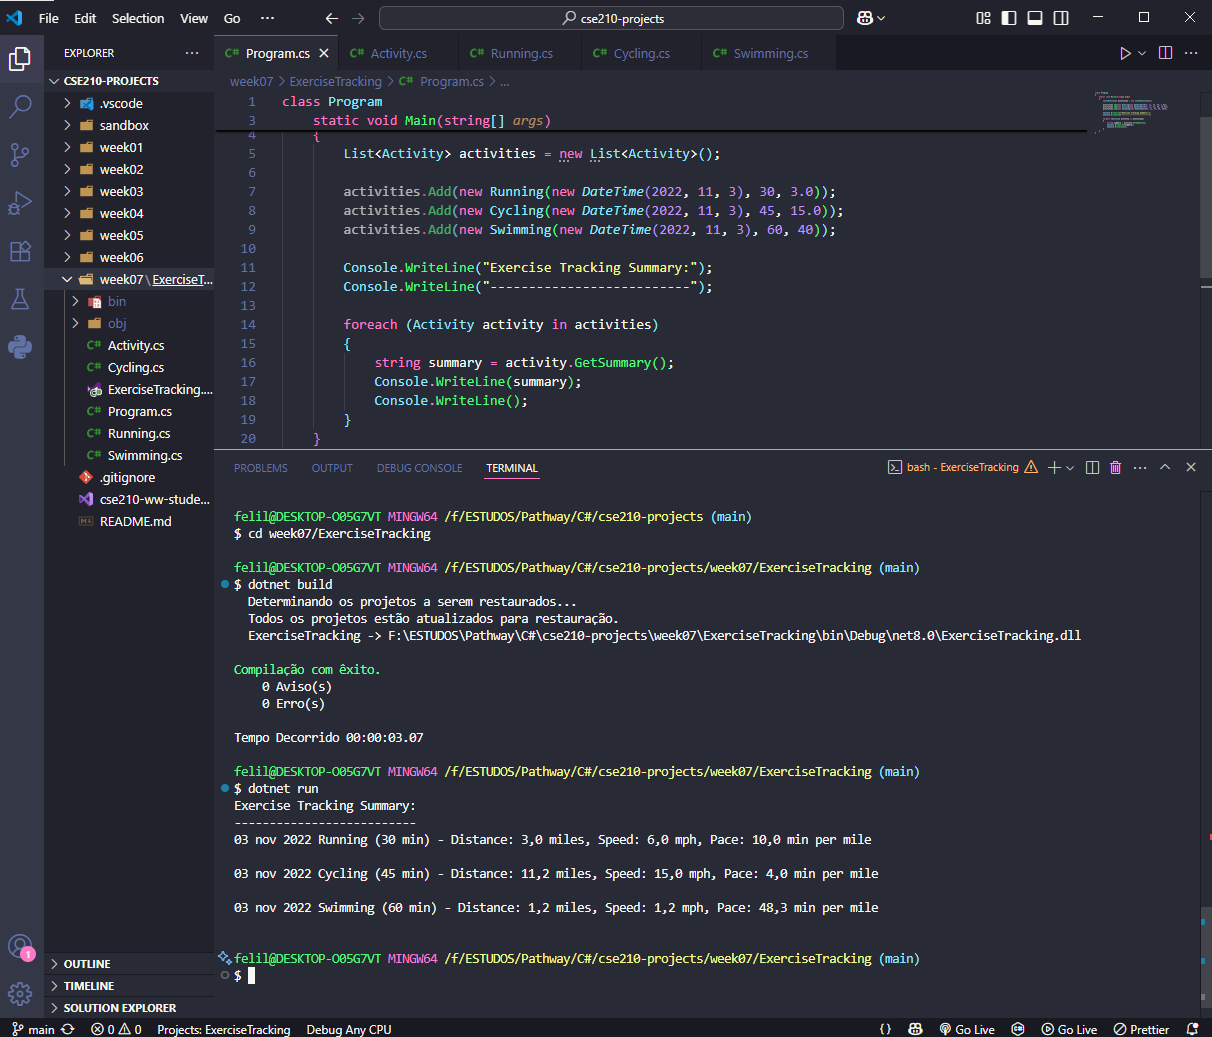 File Edit Selection View Go ··· cse210-projects
EXPLORER ···
CSE210-PROJECTS
.vscode
sandbox
week01
week02
week03
week04
week05
week06
week07\ExerciseT...
bin
obj
C# Activity.cs
C# Cycling.cs
ExerciseTracking....
C# Program.cs
C# Running.cs
C# Swimming.cs
.gitignore
cse210-ww-stude...
README.md
OUTLINE
TIMELINE
SOLUTION EXPLORER
C# Program.cs C# Activity.cs C# Running.cs C# Cycling.cs C# Swimming.cs
week07 > ExerciseTracking > C# Program.cs > ...
1 class Program
3 static void Main(string[] args)
4 {
5 List<Activity> activities = new List<Activity>();
6
7 activities.Add(new Running(new DateTime(2022, 11, 3), 30, 3.0));
8 activities.Add(new Cycling(new DateTime(2022, 11, 3), 45, 15.0));
9 activities.Add(new Swimming(new DateTime(2022, 11, 3), 60, 40));
10
11 Console.WriteLine("Exercise Tracking Summary:");
12 Console.WriteLine("--------------------------");
13
14 foreach (Activity activity in activities)
15 {
16 string summary = activity.GetSummary();
17 Console.WriteLine(summary);
18 Console.WriteLine();
19 }
20 }
PROBLEMS OUTPUT DEBUG CONSOLE TERMINAL bash - ExerciseTracking
felil@DESKTOP-O05G7VT MINGW64 /f/ESTUDOS/Pathway/C#/cse210-projects (main)
$ cd week07/ExerciseTracking
felil@DESKTOP-O05G7VT MINGW64 /f/ESTUDOS/Pathway/C#/cse210-projects/week07/ExerciseTracking (main)
$ dotnet build
Determinando os projetos a serem restaurados...
Todos os projetos estão atualizados para restauração.
ExerciseTracking -> F:\ESTUDOS\Pathway\C#\cse210-projects\week07\ExerciseTracking\bin\Debug\net8.0\ExerciseTracking.dll
Compilação com êxito.
0 Aviso(s)
0 Erro(s)
Tempo Decorrido 00:00:03.07
felil@DESKTOP-O05G7VT MINGW64 /f/ESTUDOS/Pathway/C#/cse210-projects/week07/ExerciseTracking (main)
$ dotnet run
Exercise Tracking Summary:
--------------------------
03 nov 2022 Running (30 min) - Distance: 3,0 miles, Speed: 6,0 mph, Pace: 10,0 min per mile
03 nov 2022 Cycling (45 min) - Distance: 11,2 miles, Speed: 15,0 mph, Pace: 4,0 min per mile
03 nov 2022 Swimming (60 min) - Distance: 1,2 miles, Speed: 1,2 mph, Pace: 48,3 min per mile
felil@DESKTOP-O05G7VT MINGW64 /f/ESTUDOS/Pathway/C#/cse210-projects/week07/ExerciseTracking (main)
$
1
main 0 0 Projects: ExerciseTracking Debug Any CPU {} Go Live Go Live Prettier